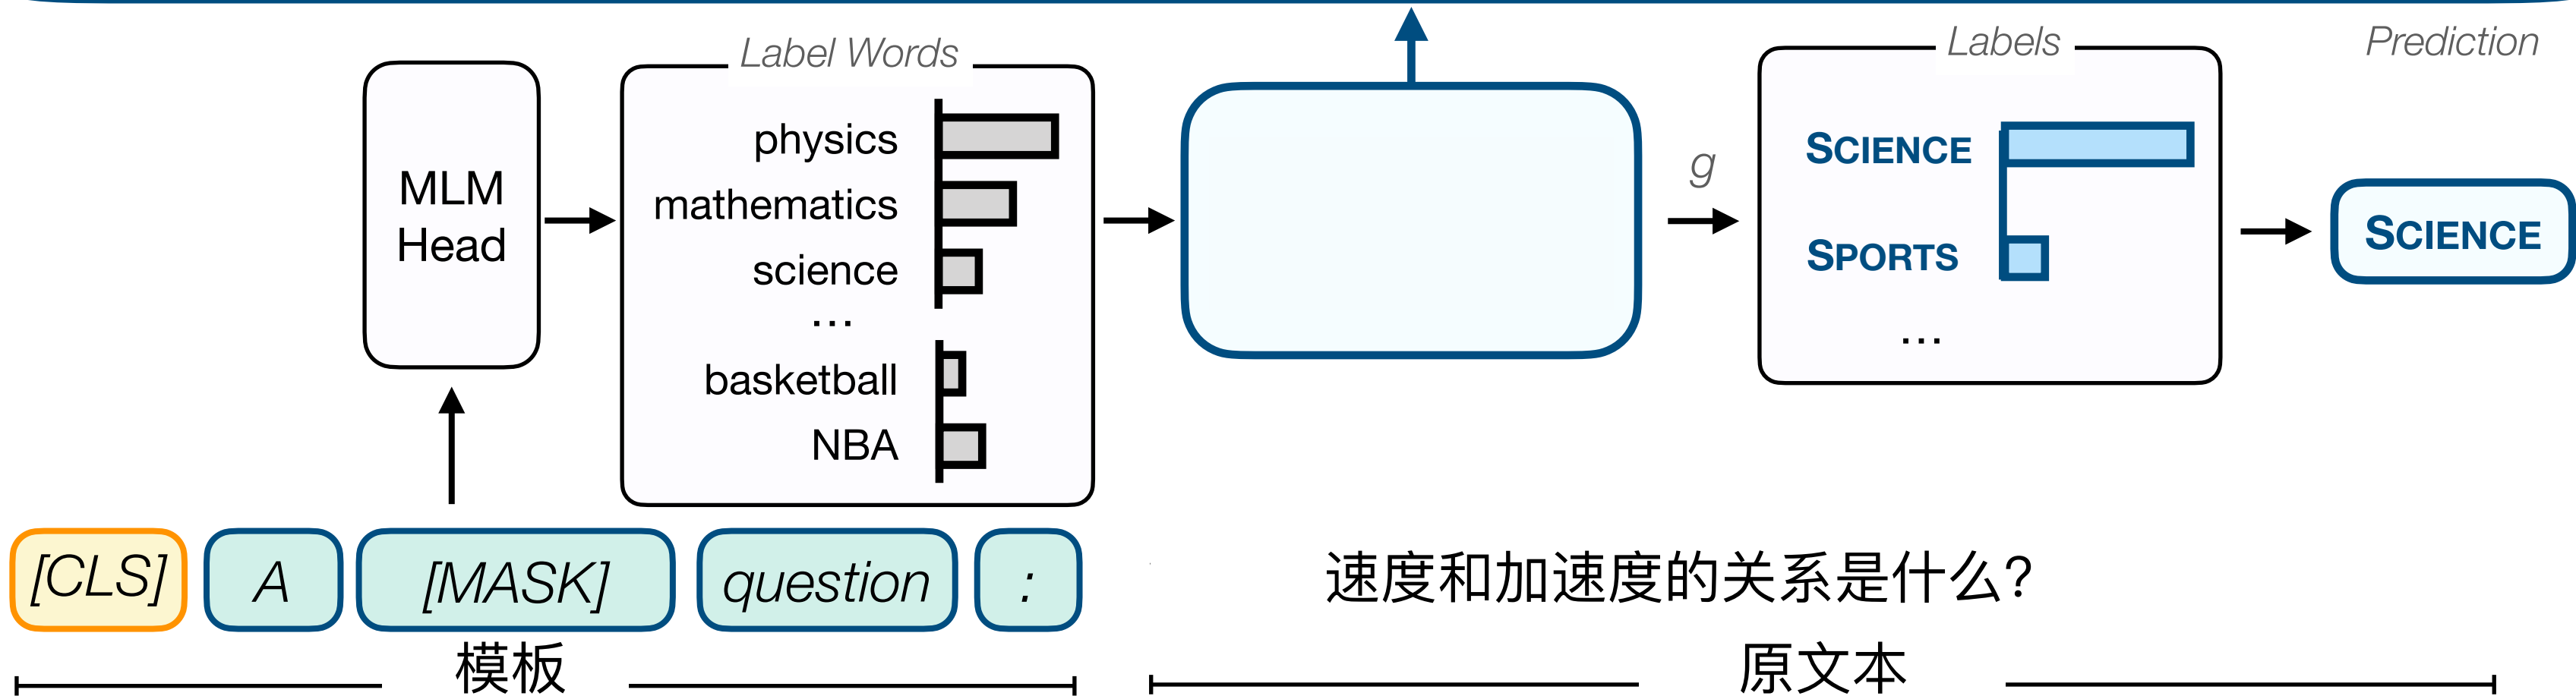 Label Words
Labels
Prediction
MLM
Head
physics
mathematics
science
...
basketball
NBA
g
SCIENCE
SPORTS
...
SCIENCE
[CLS] A [MASK] question :
速度和加速度的关系是什么?
模板
原文本